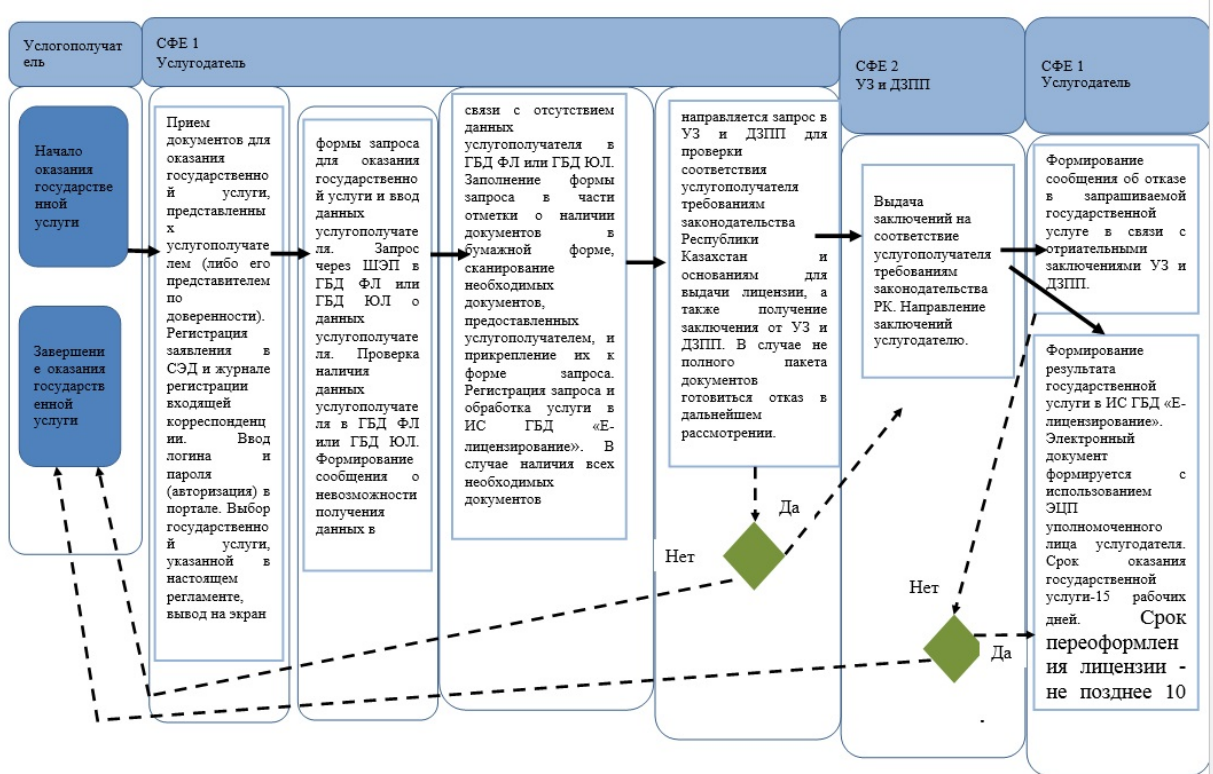 Услогополучат
ель
СФЕ 1
Услугодатель
СФЕ 2
УЗ и ДЗПП
СФЕ 1
Услугодатель
Начало
оказания
государстве
нной
услуги
Завершени
е оказания
государств
енной
услуги
Прием
документов для
оказания
государственно
й услуги,
представленны
х
услугополучате
лем (либо его
представителем
по
доверенности).
Регистрация
заявления в
СЭД и журнале
регистрации
входящей
корреспонденц
ии. Ввод
логина и
пароля
(авторизация) в
портале. Выбор
государственно
й услуги,
указанной в
настоящем
регламенте,
вывод на экран
формы запроса
для оказания
государственно
й услуги и ввод
данных
услугополучате
ля. Запрос
через ШЭП в
ГБД ФЛ или
ГБД ЮЛ о
данных
услугополучате
ля. Проверка
наличия
данных
услугополучате
ля в ГБД ФЛ
или ГБД ЮЛ.
Формирование
сообщения о
невозможности
получения
данных в
связи с отсутствием
данных
услугополучателя в
ГБД ФЛ или ГБД ЮЛ.
Заполнение формы
запроса в части
отметки о наличии
документов в
бумажной форме,
сканирование
необходимых
документов,
предоставленных
услугополучателем, и
прикрепление их к
форме запроса.
Регистрация запроса и
обработка услуги в
ИС ГБД «Е-
лицензирование». В
случае наличия всех
необходимых
документов
направляется запрос в
УЗ и ДЗПП для
проверки
соответствия
услугополучателя
требованиям
законодательства
Республики
Казахстан и
основаниям для
выдачи лицензии, а
также получение
заключения от УЗ и
ДЗПП. В случае не
полного пакета
документов
готовиться отказ в
дальнейшем
рассмотрении.
Да
Нет
Выдача
заключений на
соответствие
услугополучателя
требованиям
законодательства
РК. Направление
заключений
услугодателю.
Нет
Да
Формирование
сообщения об отказе
в запрашиваемой
государственной
услуге в связи с
отриательными
заключениями УЗ и
ДЗПП.
Формирование
результата
государственной
услуги в ИС ГБД «Е-
лицензирование».
Электронный
документ
формируется с
использованием
ЭЦП
уполномоченного
лица услугодателя.
Срок оказания
государственной
услуги-15 рабочих
дней. Срок
переоформлен
ия лицензии -
не позднее 10